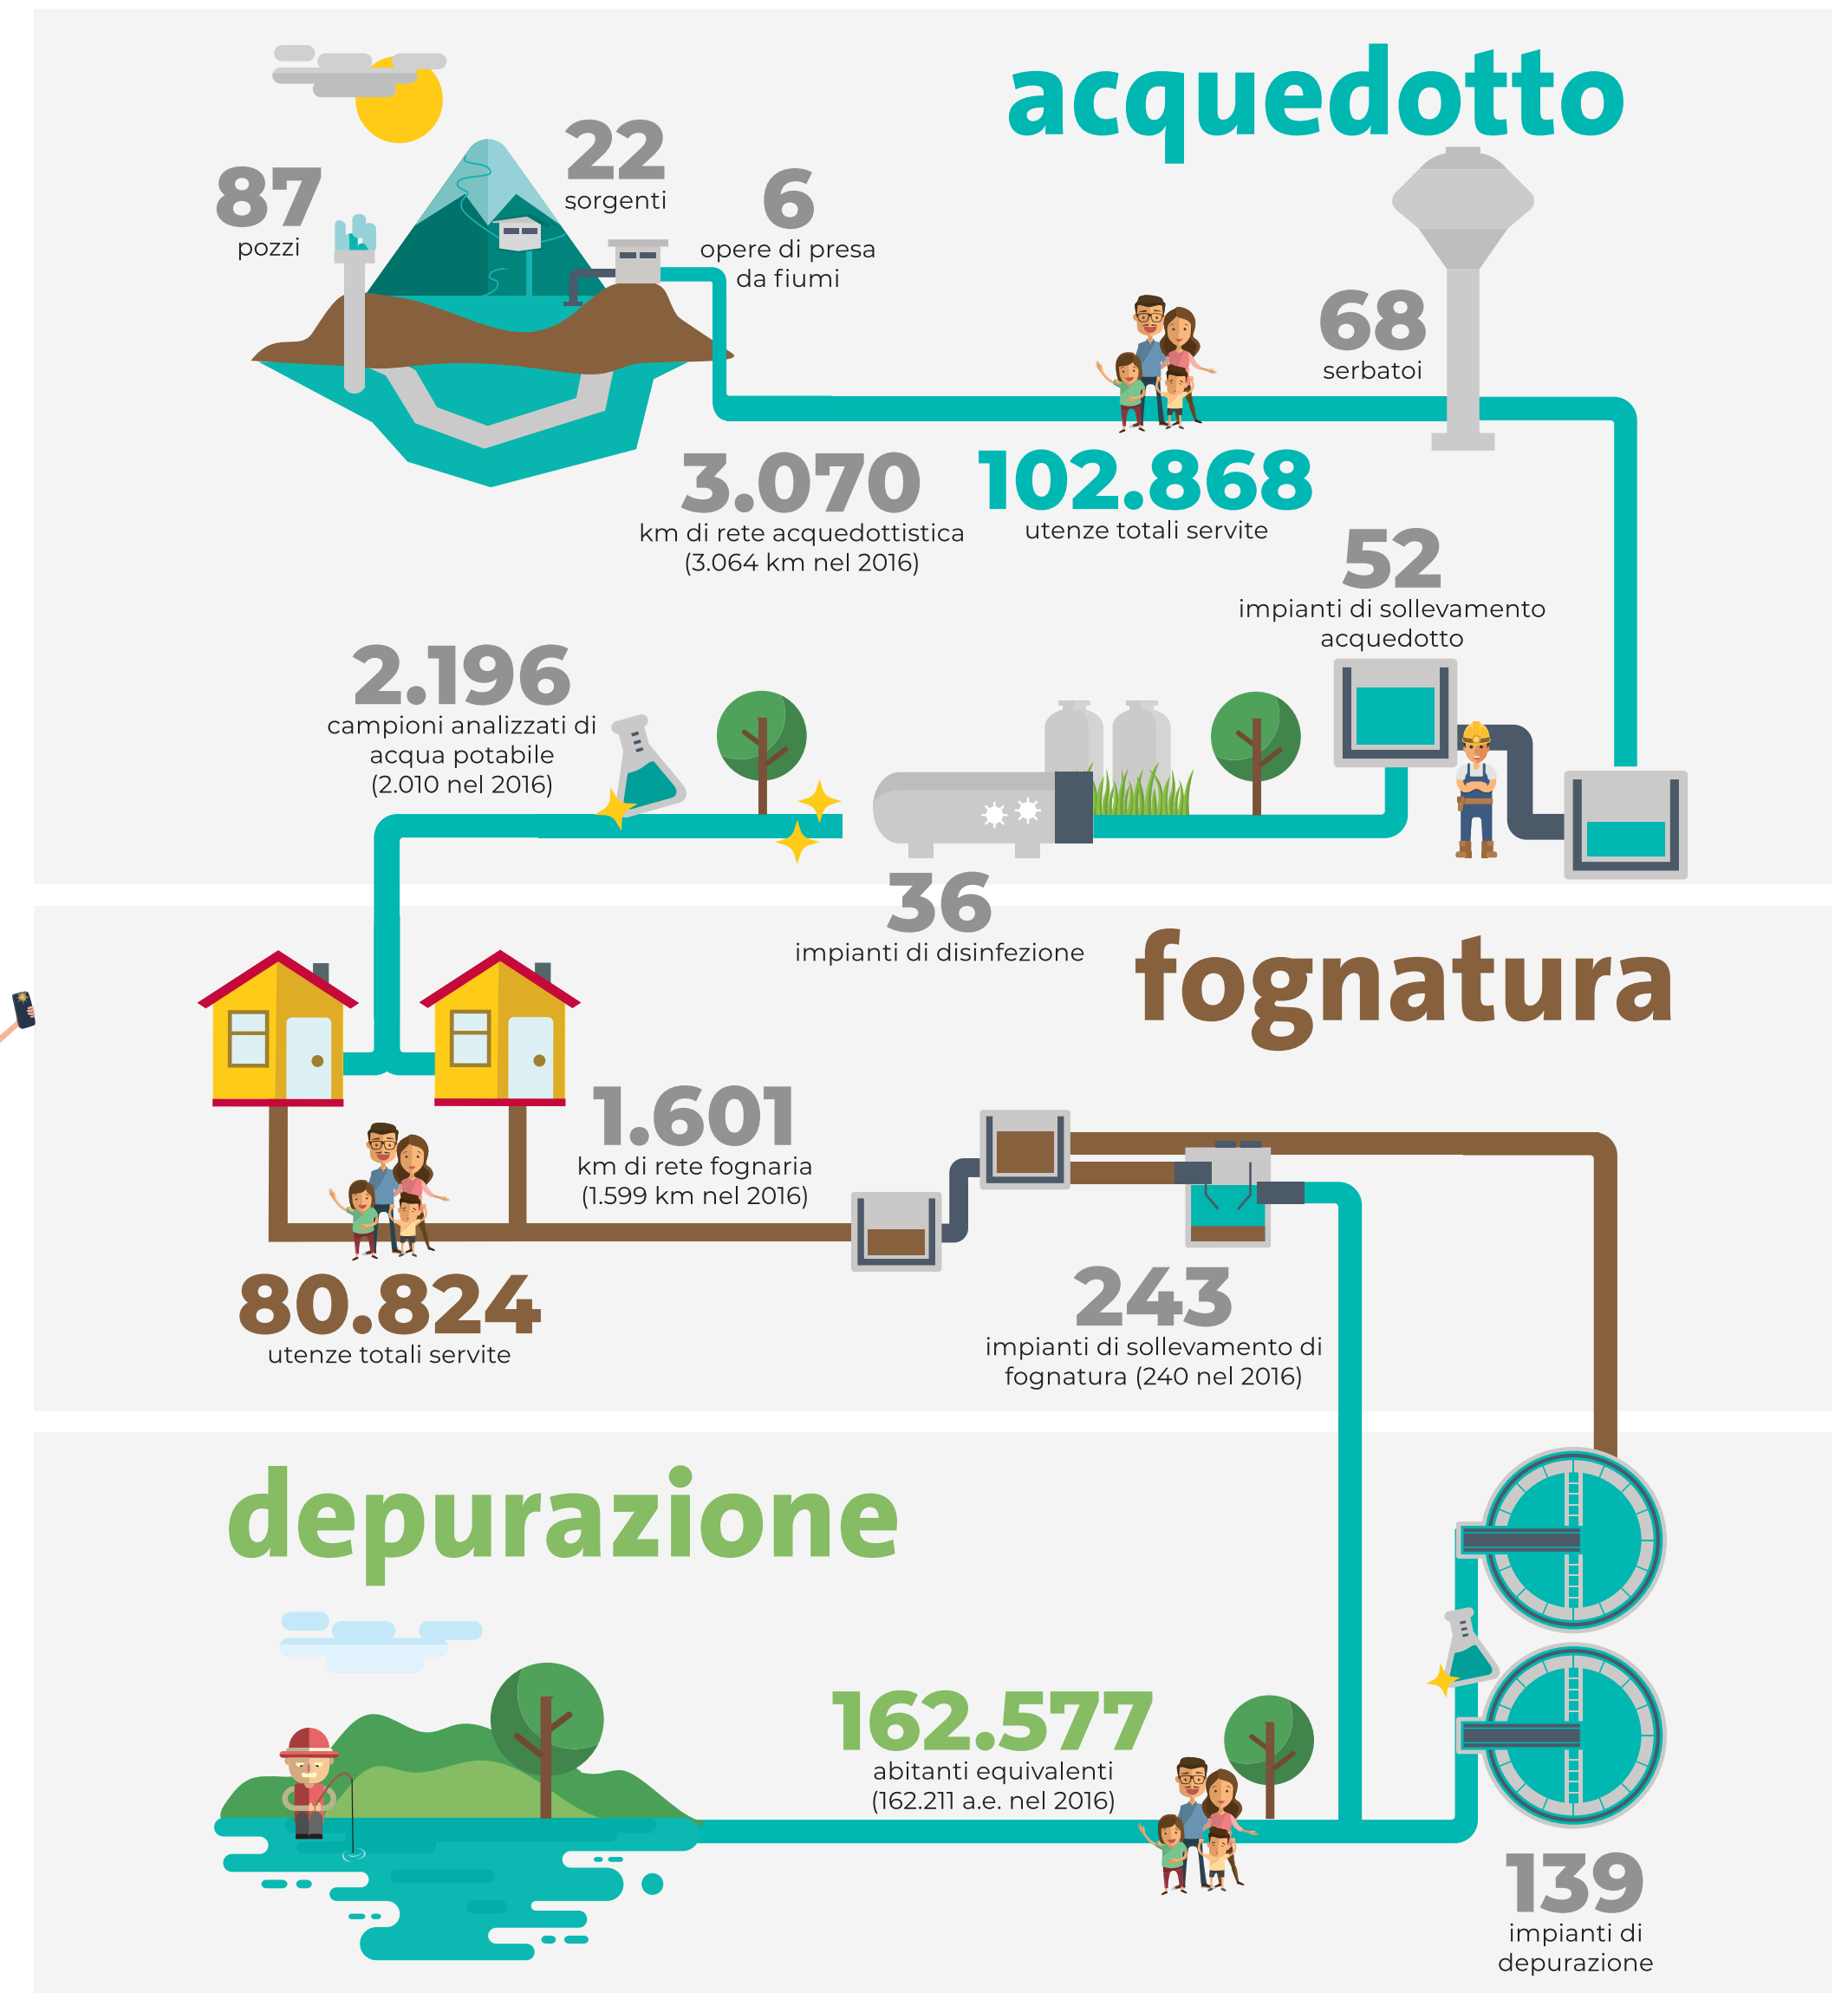 acquedotto
87
pozzi
22
sorgenti
6
opere di presa
da fiumi
68
serbatoi
3.070
km di rete acquedottistica
(3.064 km nel 2016)
102.868
utenze totali servite
52
impianti di sollevamento
acquedotto
2.196
campioni analizzati di
acqua potabile
(2.010 nel 2016)
36
impianti di disinfezione
fognatura
1.601
km di rete fognaria
(1.599 km nel 2016)
80.824
utenze totali servite
243
impianti di sollevamento di
fognatura (240 nel 2016)
depurazione
162.577
abitanti equivalenti
(162.211 a.e. nel 2016)
139
impianti di
depurazione